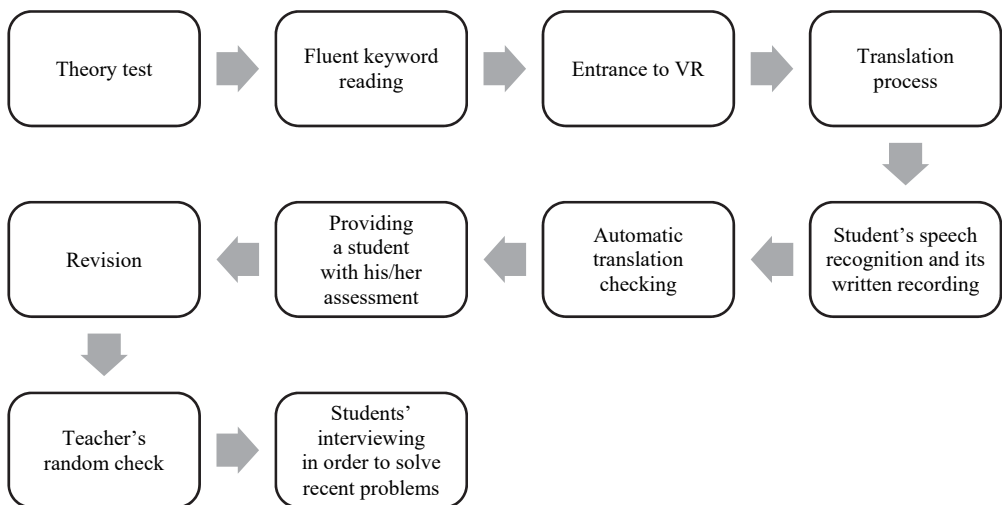 Theory test
Fluent keyword
reading
Entrance to VR
Translation
process
Student’s speech
recognition and its
written recording
Automatic
translation
checking
Providing
a student
with his/her
assessment
Revision
Teacher’s
random check
Students’
interviewing
in order to solve
recent problems